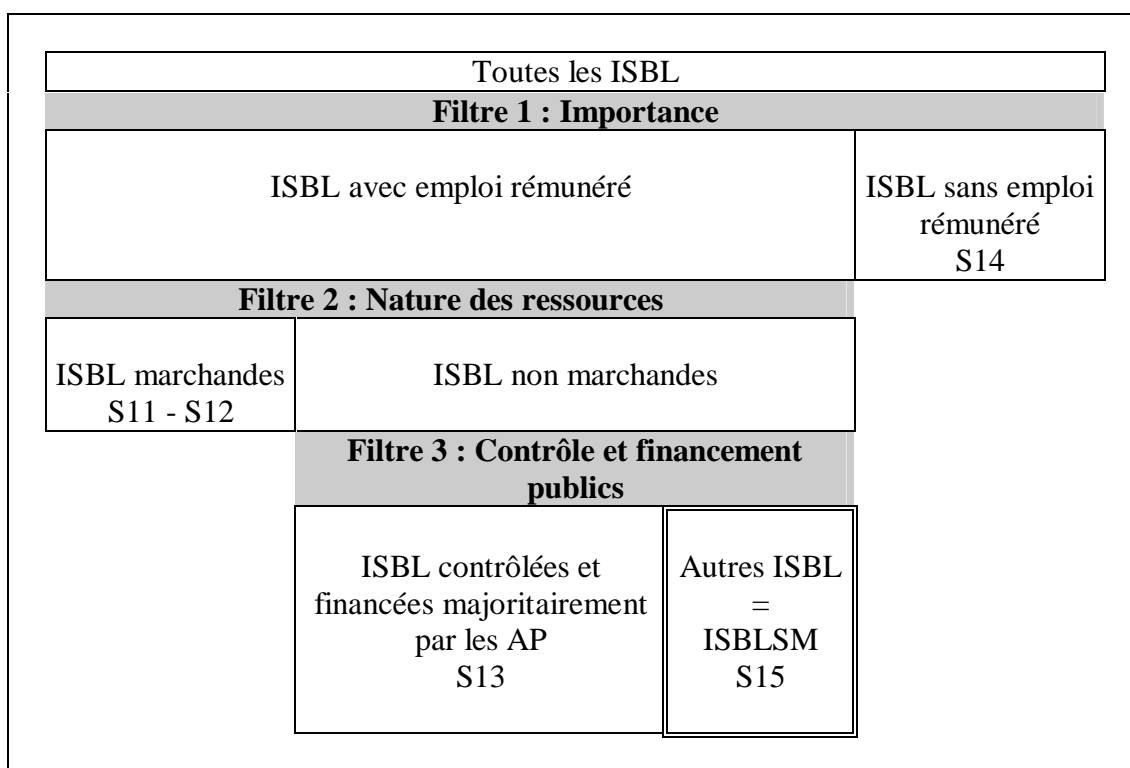 Toutes les ISBL
Filtre 1 : Importance
ISBL avec emploi rémunéré
ISBL sans emploi
rémunéré
S14
Filtre 2 : Nature des ressources
ISBL marchandes
S11 - S12
ISBL non marchandes
Filtre 3 : Contrôle et financement
publics
ISBL contrôlées et
financées majoritairement
par les AP
S13
Autres ISBL
=
ISBLSM
S15